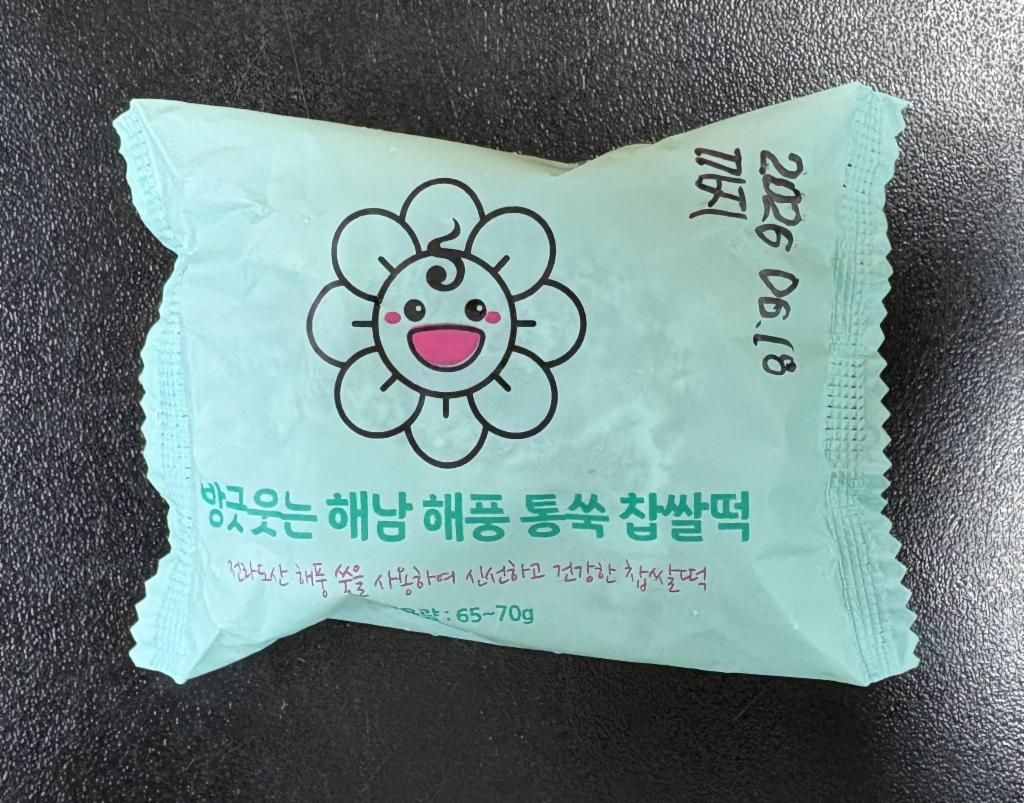 2026 06.18
까지
방긋웃는 해남 해풍 통쑥 찹쌀떡
전라도산 해풍 쑥을 사용하여 신선하고 건강한 찹쌀떡
: 65~70g